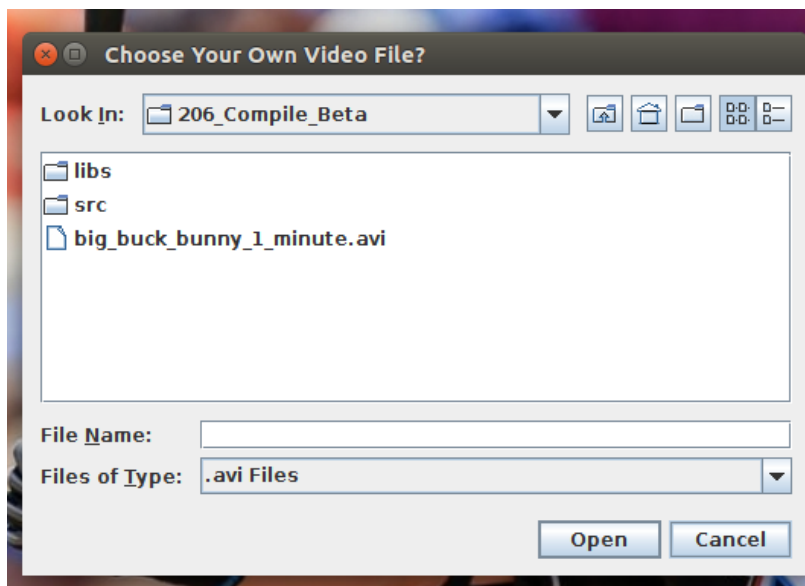 Choose Your Own Video File?
Look In: 206_Compile_Beta
libs
src
big_buck_bunny_1_minute.avi
File Name:
Files of Type: .avi Files
Open Cancel